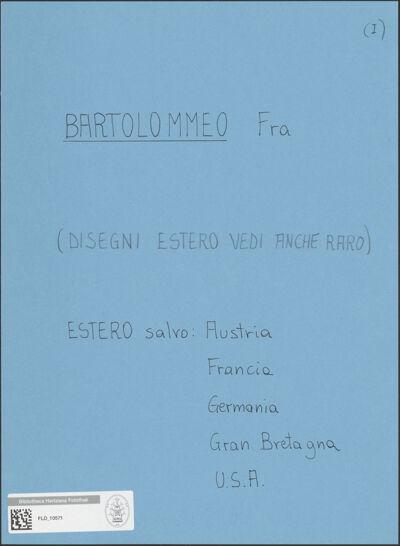 (I)
BARTOLOMMEO Fra
(DISEGNI ESTERO VEDI ANCHE RARO)
ESTERO salvo: Austria
Francia
Germania
Gran Bretagna
U.S.A.
Bibliotheca Hertziana Fotothek
FLD_10571